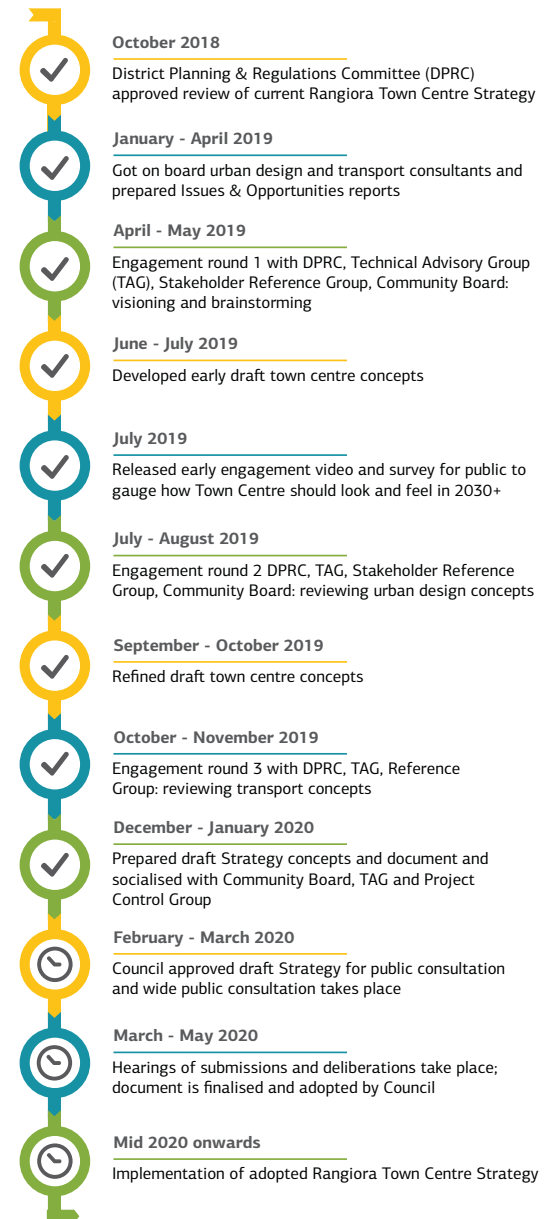 October 2018
District Planning & Regulations Committee (DPRC)
approved review of current Rangiora Town Centre Strategy
January - April 2019
Got on board urban design and transport consultants and
prepared Issues & Opportunities reports
April - May 2019
Engagement round 1 with DPRC, Technical Advisory Group
(TAG), Stakeholder Reference Group, Community Board:
visioning and brainstorming
June - July 2019
Developed early draft town centre concepts
July 2019
Released early engagement video and survey for public to
gauge how Town Centre should look and feel in 2030+
July - August 2019
Engagement round 2 DPRC, TAG, Stakeholder Reference
Group, Community Board: reviewing urban design concepts
September - October 2019
Refined draft town centre concepts
October - November 2019
Engagement round 3 with DPRC, TAG, Reference
Group: reviewing transport concepts
December - January 2020
Prepared draft Strategy concepts and document and
socialised with Community Board, TAG and Project
Control Group
February - March 2020
Council approved draft Strategy for public consultation
and wide public consultation takes place
March - May 2020
Hearings of submissions and deliberations take place;
document is finalised and adopted by Council
Mid 2020 onwards
Implementation of adopted Rangiora Town Centre Strategy